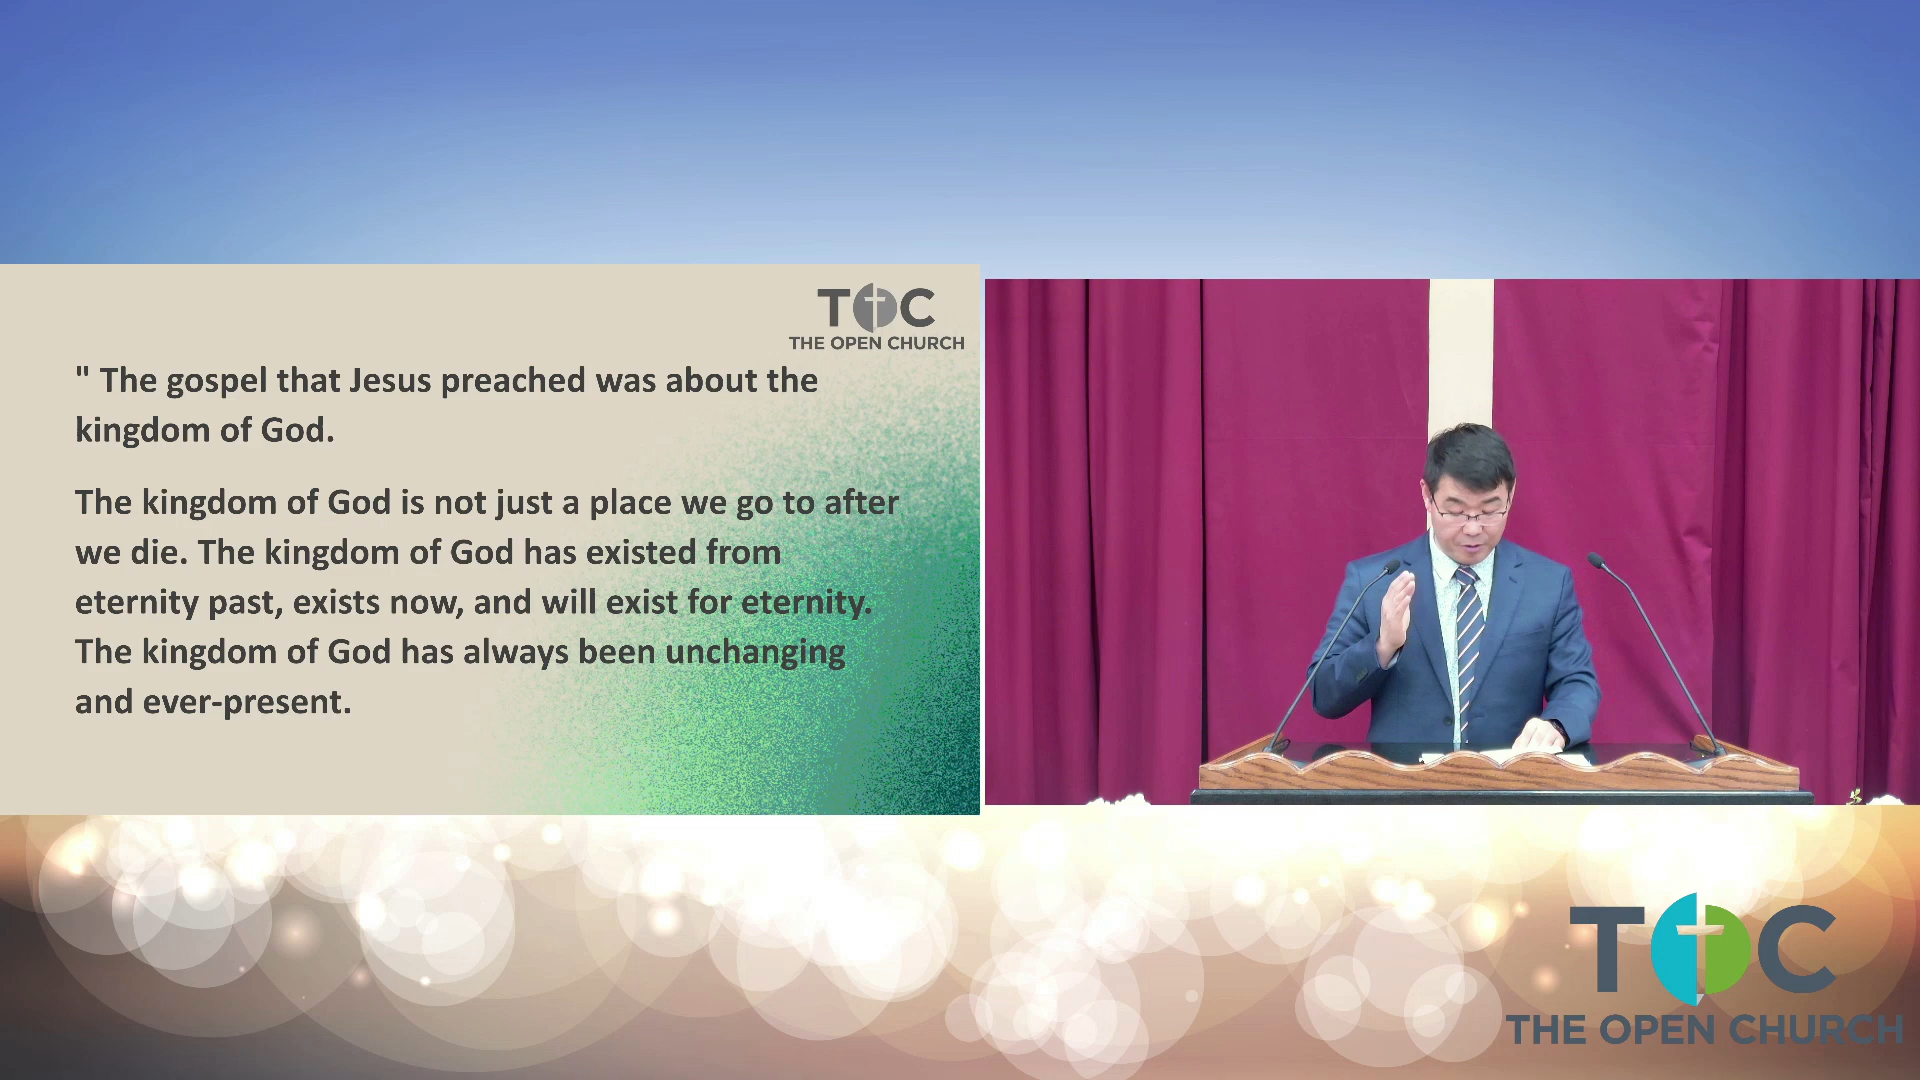 TOC
THE OPEN CHURCH
" The gospel that Jesus preached was about the
kingdom of God.
The kingdom of God is not just a place we go to after
we die. The kingdom of God has existed from
eternity past, exists now, and will exist for eternity.
The kingdom of God has always been unchanging
and ever-present.
TOC
THE OPEN CHURCH